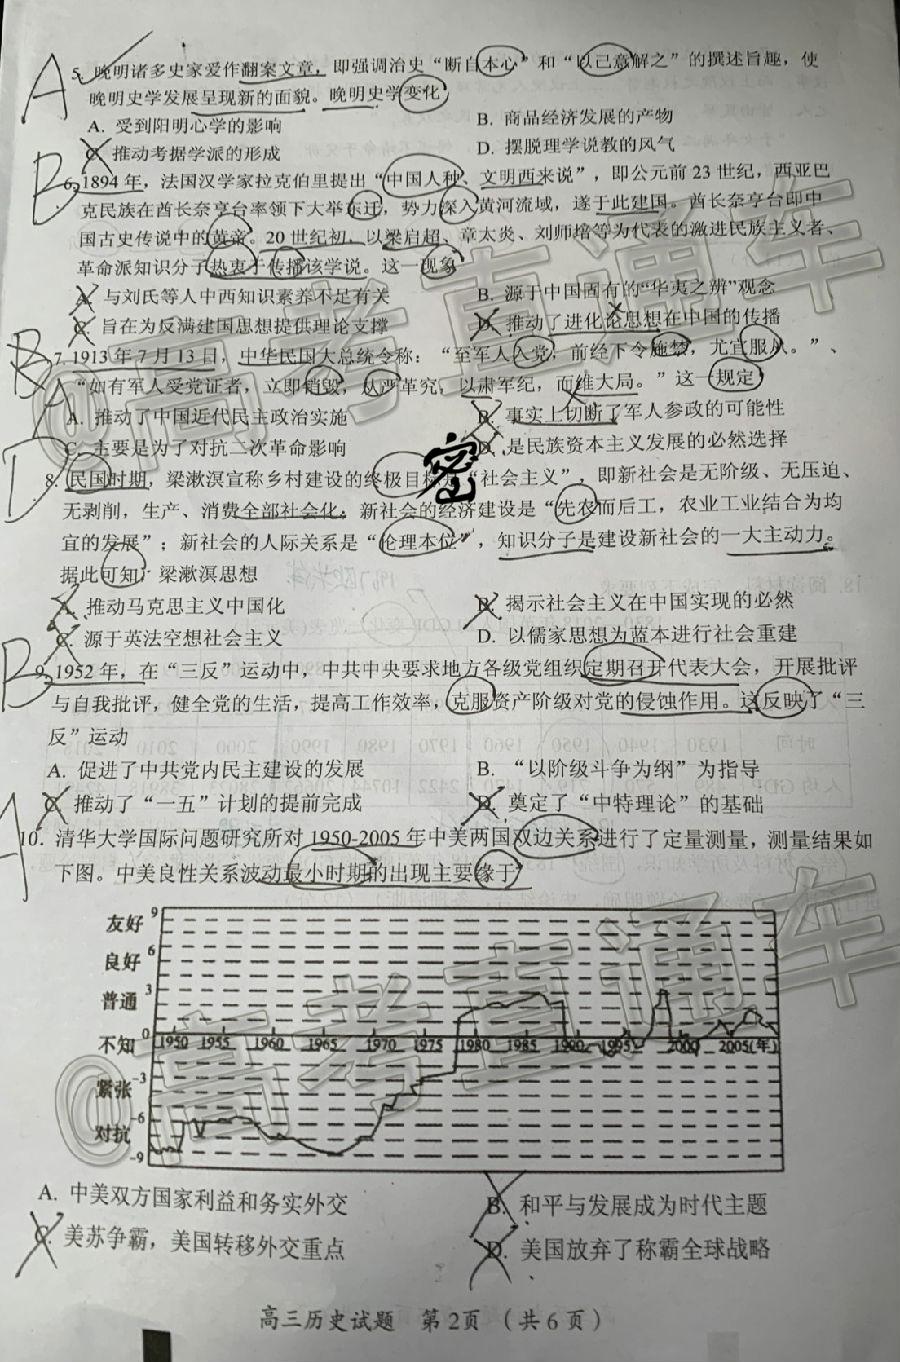 A
5. 晚明诸多史家爱作翻案文章，即强调治史“断自本心”和“以己意解之”的撰述旨趣，使
晚明史学发展呈现新的面貌。晚明史学变化
A. 受到阳明心学的影响
B. 商品经济发展的产物
C. 推动考据学派的形成
D. 摆脱理学说教的风气
B
6. 1894年，法国汉学家拉克伯里提出“中国人种、文明西来说”，即公元前23世纪，西亚巴
克民族在酋长奈亨台率领下大举东迁，势力深入黄河流域，遂于此建国。酋长奈亨台即中
国古史传说中的黄帝。20世纪初，以梁启超、章太炎、刘师培等为代表的激进民族主义者、
革命派知识分子热衷于传播该学说。这一现象
A. 与刘氏等人中西知识素养不足有关
B. 源于中国固有的“华夷之辨”观念
C. 旨在为反满建国思想提供理论支撑
D. 推动了进化论思想在中国的传播
B
A
7. 1913年7月13日，中华民国大总统令称：“至军人入党，前经下令施禁，尤宜服从。”、
“如有军人受党证者，立即销毁，从严革究，以肃军纪，而维大局。”这一规定
A. 推动了中国近代民主政治实施
B. 事实上切断了军人参政的可能性
C. 主要是为了对抗二次革命影响
D. 是民族资本主义发展的必然选择
密
D
8. 民国时期，梁漱溟宣称乡村建设的终极目标是“社会主义”，即新社会是无阶级、无压迫、
无剥削，生产、消费全部社会化；新社会的经济建设是“先农而后工，农业工业结合为均
宜的发展”；新社会的人际关系是“伦理本位”，知识分子是建设新社会的一大主动力。
据此可知，梁漱溟思想
A. 推动马克思主义中国化
B. 揭示社会主义在中国实现的必然
C. 源于英法空想社会主义
D. 以儒家思想为蓝本进行社会重建
B
9. 1952年，在“三反”运动中，中共中央要求地方各级党组织定期召开代表大会，开展批评
与自我批评，健全党的生活，提高工作效率，克服资产阶级对党的侵蚀作用。这反映了“三
反”运动
A. 促进了中共党内民主建设的发展
B. “以阶级斗争为纲”为指导
C. 推动了“一五”计划的提前完成
D. 奠定了“中特理论”的基础
A
10. 清华大学国际问题研究所对1950-2005年中美两国双边关系进行了定量测量，测量结果如
下图。中美良性关系波动最小时期的出现主要缘于
友好 9
良好 6
普通 3
不知 0
1950 1955 1960 1965 1970 1975 1980 1985 1990 1995 2000 2005(年)
紧张 -3
-6
对抗 -9
A. 中美双方国家利益和务实外交
B. 和平与发展成为时代主题
C. 美苏争霸，美国转移外交重点
D. 美国放弃了称霸全球战略
高三历史试题 第2页 （共6页）
@高考直通车
@高考直通车